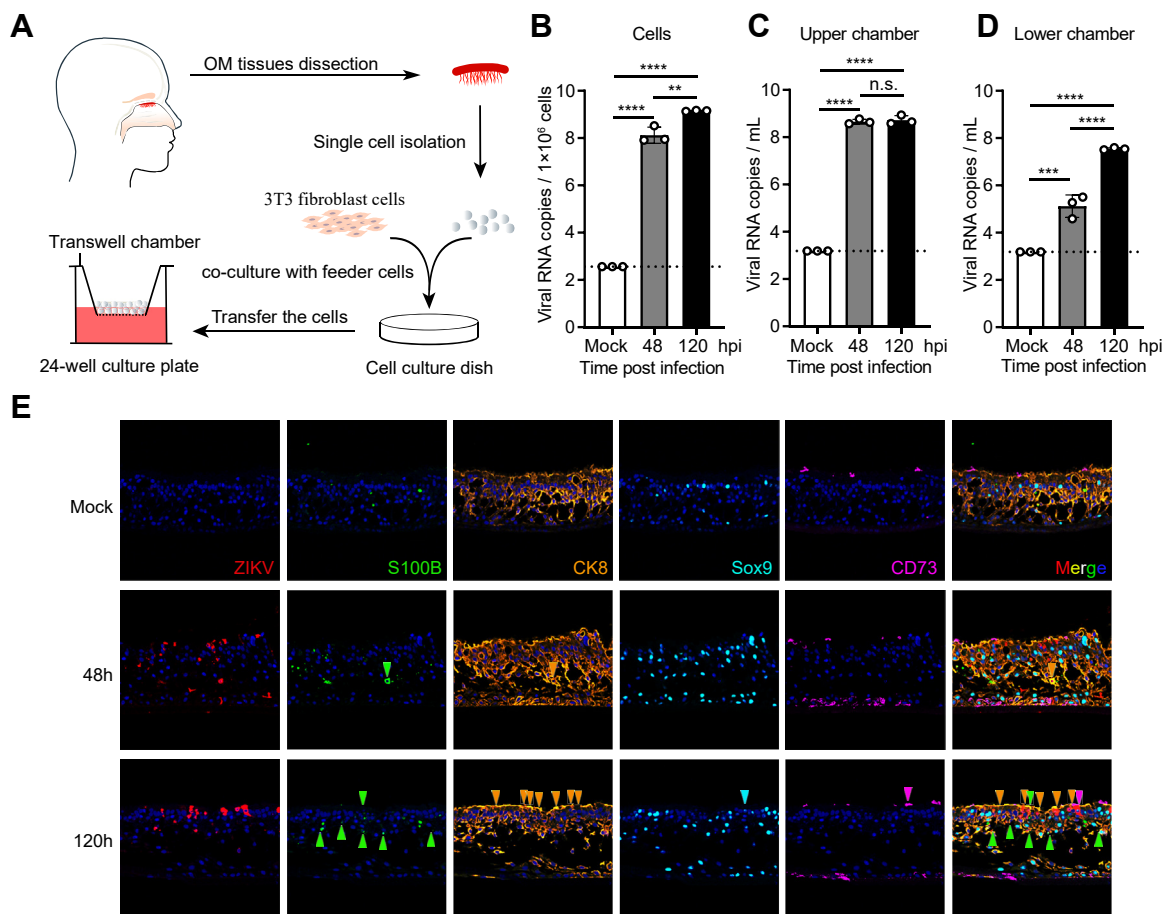 A
OM tissues dissection
Single cell isolation
3T3 fibroblast cells
Transwell chamber
co-culture with feeder cells
Transfer the cells
24-well culture plate
Cell culture dish
B
Cells
Viral RNA copies / 1×10⁶ cells
10
8
6
4
2
0
****
****
**
Mock 48 120 hpi
Time post infection
C
Upper chamber
Viral RNA copies / mL
10
8
6
4
2
0
****
n.s.
****
Mock 48 120 hpi
Time post infection
D
Lower chamber
Viral RNA copies / mL
10
8
6
4
2
0
****
****
***
Mock 48 120 hpi
Time post infection
E
Mock
ZIKV
S100B
CK8
Sox9
CD73
Merge
48h
120h